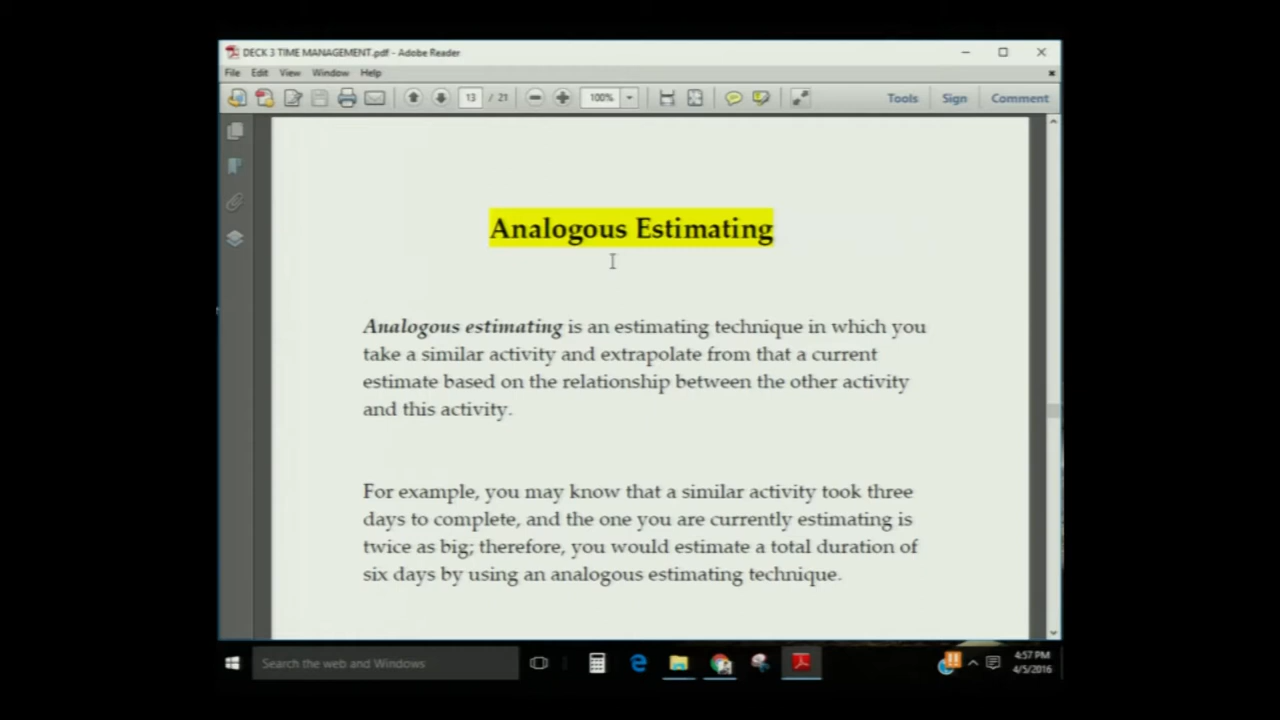 DECK 3 TIME MANAGEMENT.pdf - Adobe Reader
File Edit View Window Help
13 / 21 100% Tools Sign Comment
Analogous Estimating
Analogous estimating is an estimating technique in which you
take a similar activity and extrapolate from that a current
estimate based on the relationship between the other activity
and this activity.
For example, you may know that a similar activity took three
days to complete, and the one you are currently estimating is
twice as big; therefore, you would estimate a total duration of
six days by using an analogous estimating technique.
Search the web and Windows
4:57 PM
4/5/2016